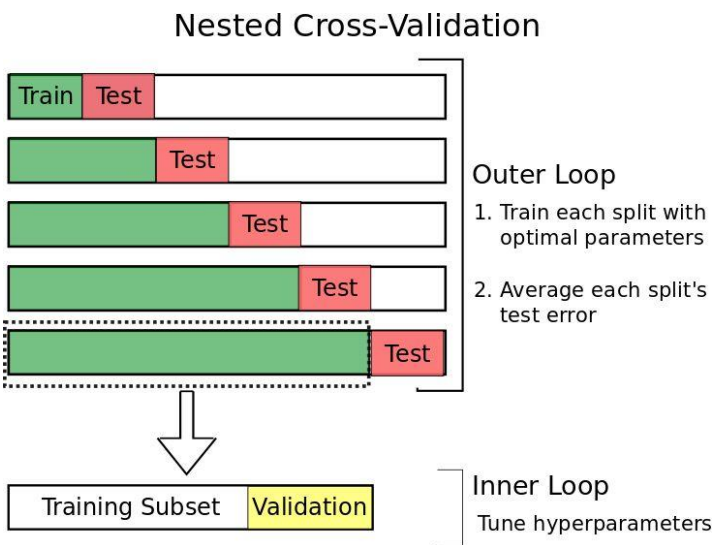 Nested Cross-Validation
Train Test
Test
Test
Test
Test
Outer Loop
1. Train each split with
optimal parameters
2. Average each split's
test error
Training Subset Validation
Inner Loop
Tune hyperparameters